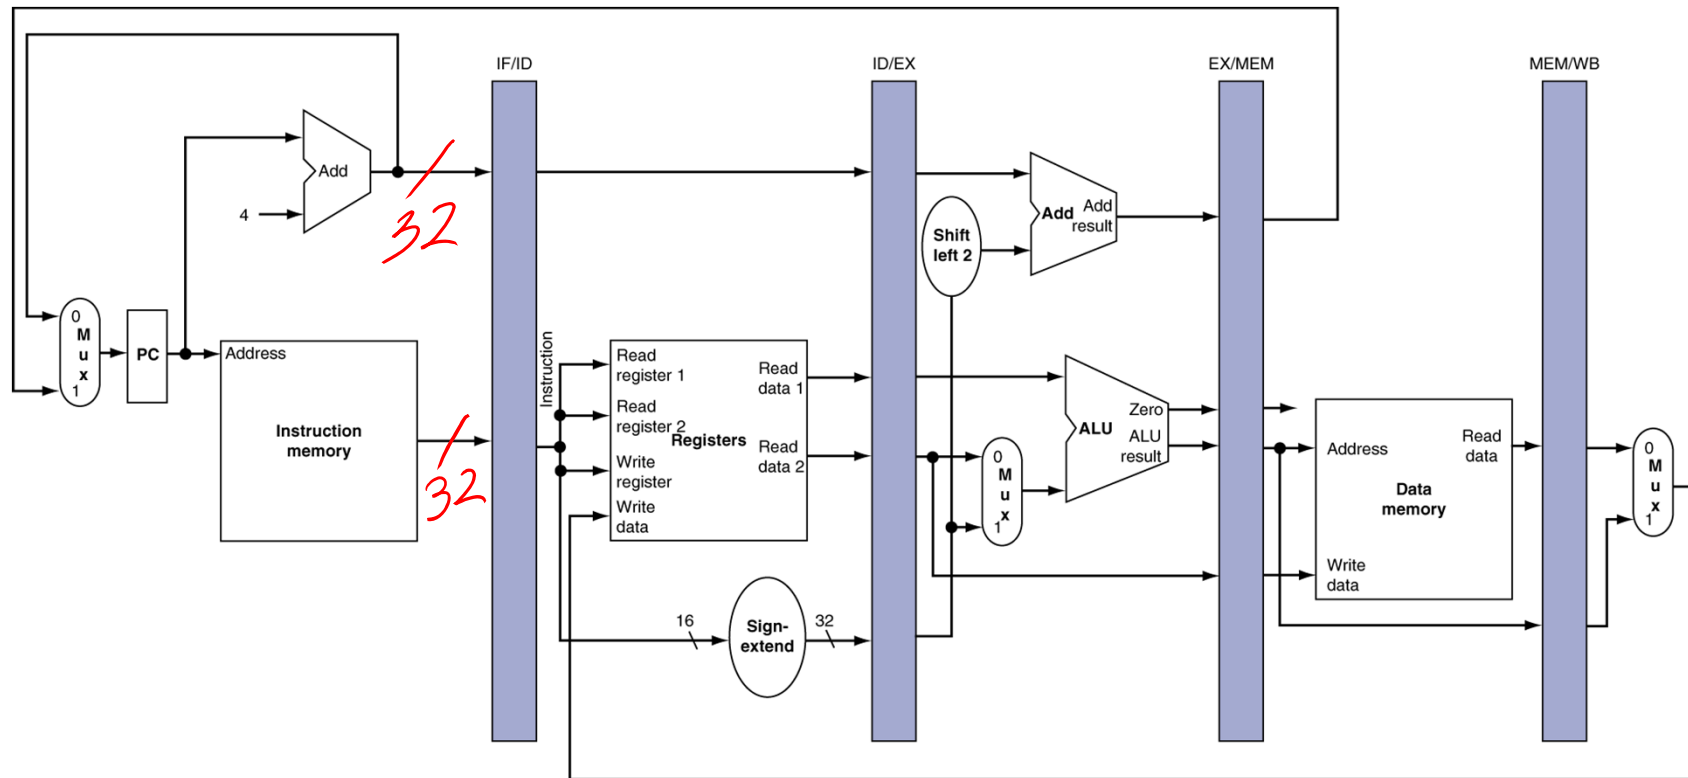 IF/ID
ID/EX
EX/MEM
MEM/WB
Add
4
32
Add
Add
result
Shift
left 2
0
M
u
x
1
PC
Address
Instruction
memory
32
Instruction
Read
register 1
Read
register 2
Registers
Write
register
Write
data
Read
data 1
Read
data 2
16
Sign-
extend
32
0
M
u
x
1
Zero
ALU
ALU
result
Address
Read
data
Data
memory
Write
data
0
M
u
x
1